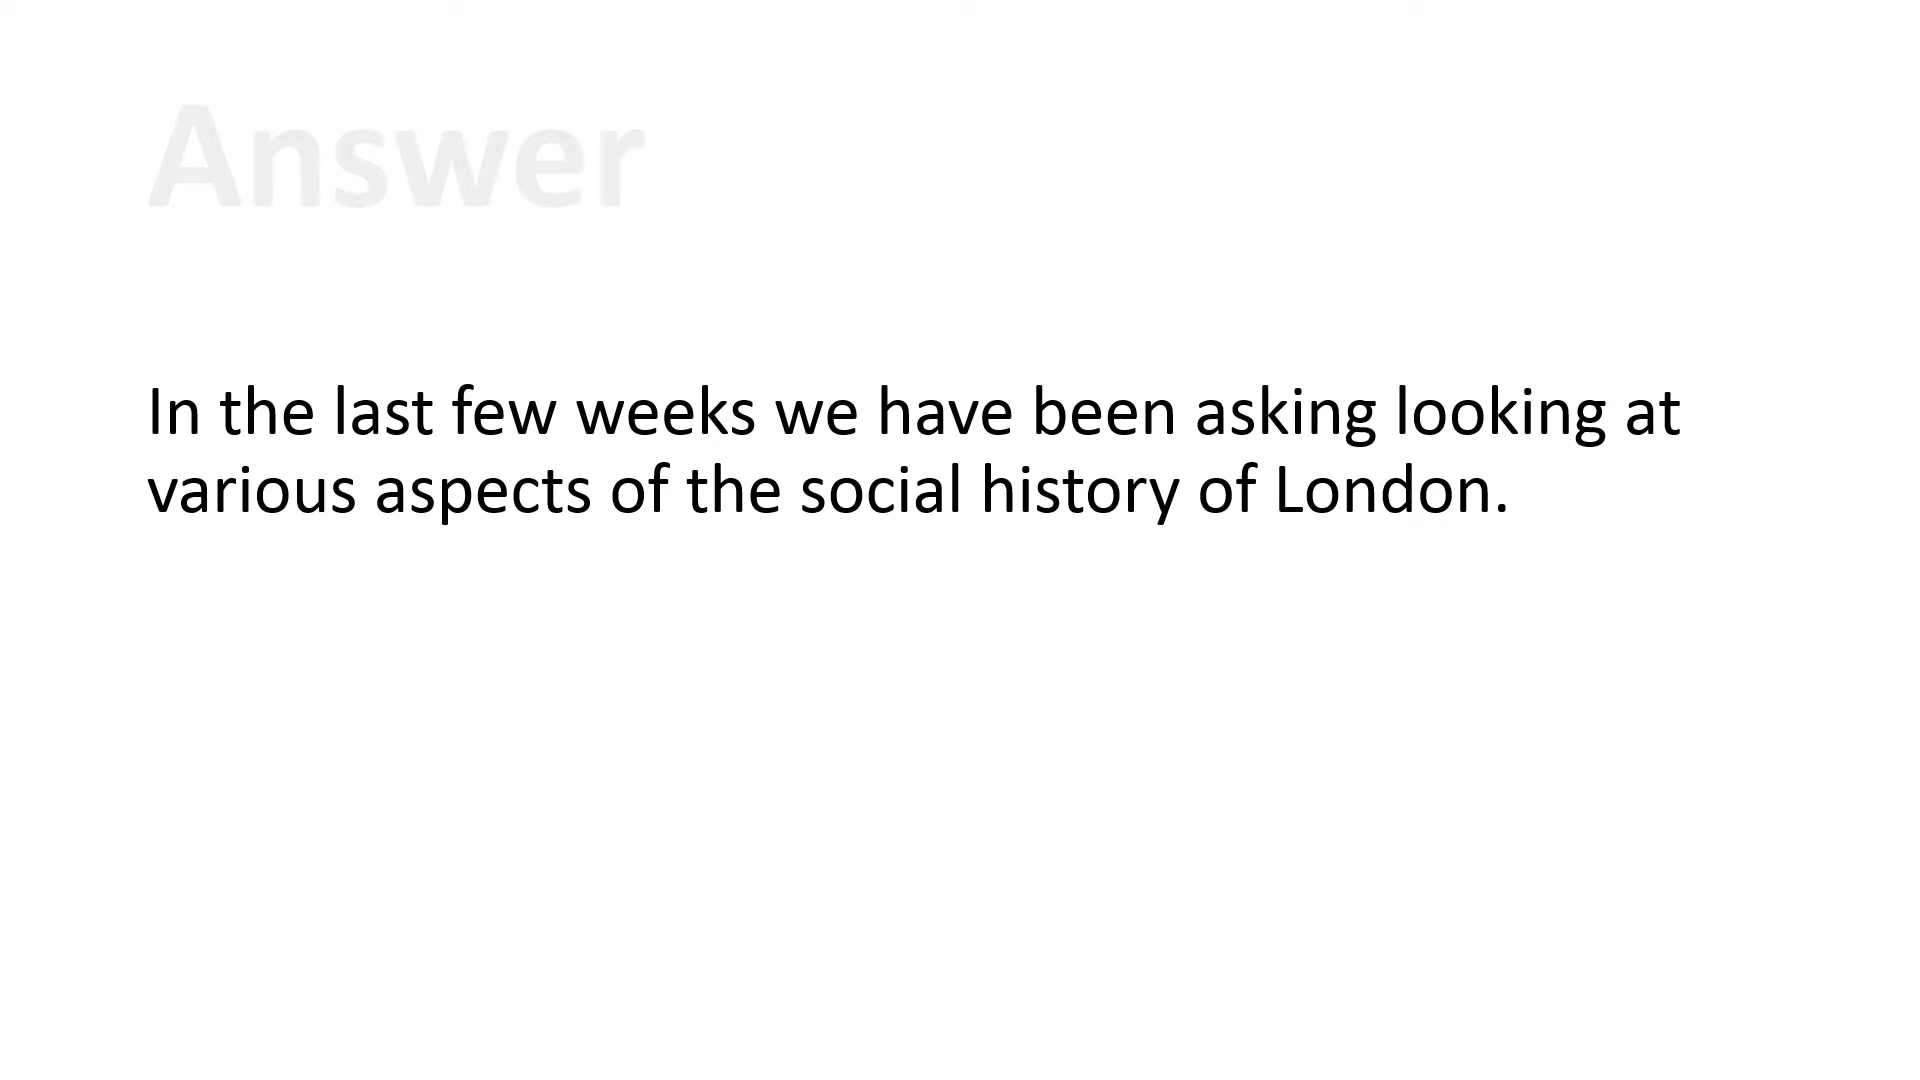 Answer
In the last few weeks we have been asking looking at
various aspects of the social history of London.